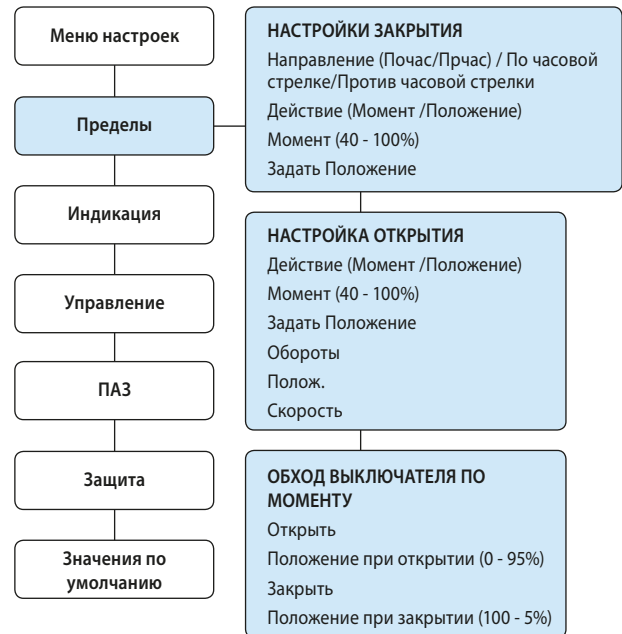 Меню настроек
Пределы
Индикация
Управление
ПАЗ
Защита
Значения по
умолчанию
НАСТРОЙКИ ЗАКРЫТИЯ
Направление (Почас/Прчас) / По часовой
стрелке/Против часовой стрелки
Действие (Момент /Положение)
Момент (40 - 100%)
Задать Положение
НАСТРОЙКА ОТКРЫТИЯ
Действие (Момент /Положение)
Момент (40 - 100%)
Задать Положение
Обороты
Полож.
Скорость
ОБХОД ВЫКЛЮЧАТЕЛЯ ПО
МОМЕНТУ
Открыть
Положение при открытии (0 - 95%)
Закрыть
Положение при закрытии (100 - 5%)